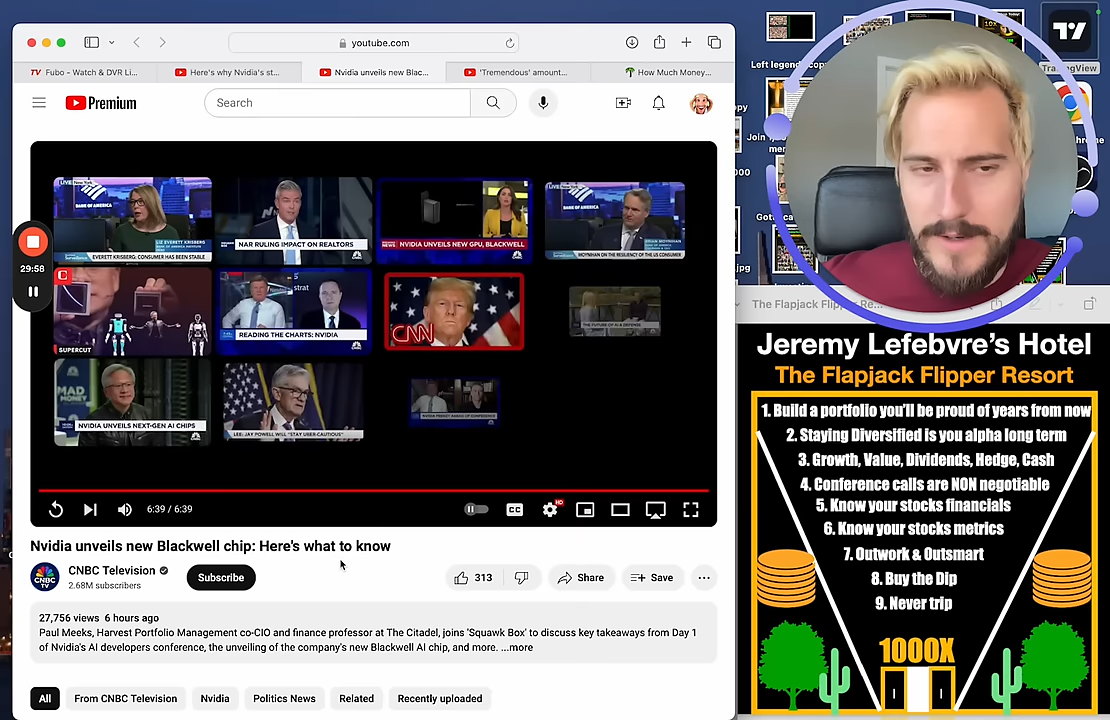 youtube.com
TV Fubo - Watch & DVR Li...
Here's why Nvidia's st...
Nvidia unveils new Blac...
'Tremendous' amount...
How Much Money...
Premium
Search
29:58
LIZ EVERETT KRISBERG
EVERETT KRISBERG: CONSUMER HAS BEEN STABLE
NAR RULING IMPACT ON REALTORS
NVIDIA UNVEILS NEW GPU, BLACKWELL
BRIAN MOYNIHAN
MOYNIHAN ON THE RESILIENCY OF THE US CONSUMER
SUPERCUT
READING THE CHARTS: NVIDIA
CNN
THE FUTURE OF AI & DEFENSE
MAD MONEY
NVIDIA UNVEILS NEXT-GEN AI CHIPS
LEE: JAY POWELL WILL "STAY USER-CAUTIOUS"
6:39 / 6:39
CC
HD
Nvidia unveils new Blackwell chip: Here's what to know
CNBC Television
2.68M subscribers
Subscribe
313
Share
Save
27,756 views 6 hours ago
Paul Meeks, Harvest Portfolio Management co-CIO and finance professor at The Citadel, joins 'Squawk Box' to discuss key takeaways from Day 1
of Nvidia's AI developers conference, the unveiling of the company's new Blackwell AI chip, and more. ...more
All
From CNBC Television
Nvidia
Politics News
Related
Recently uploaded
Left legend copy
TradingView
Join
The Flapjack Flipper Re...
Jeremy Lefebvre's Hotel
The Flapjack Flipper Resort
1. Build a portfolio you'll be proud of years from now
2. Staying Diversified is you alpha long term
3. Growth, Value, Dividends, Hedge, Cash
4. Conference calls are NON negotiable
5. Know your stocks financials
6. Know your stocks metrics
7. Outwork & Outsmart
8. Buy the Dip
9. Never trip
1000X